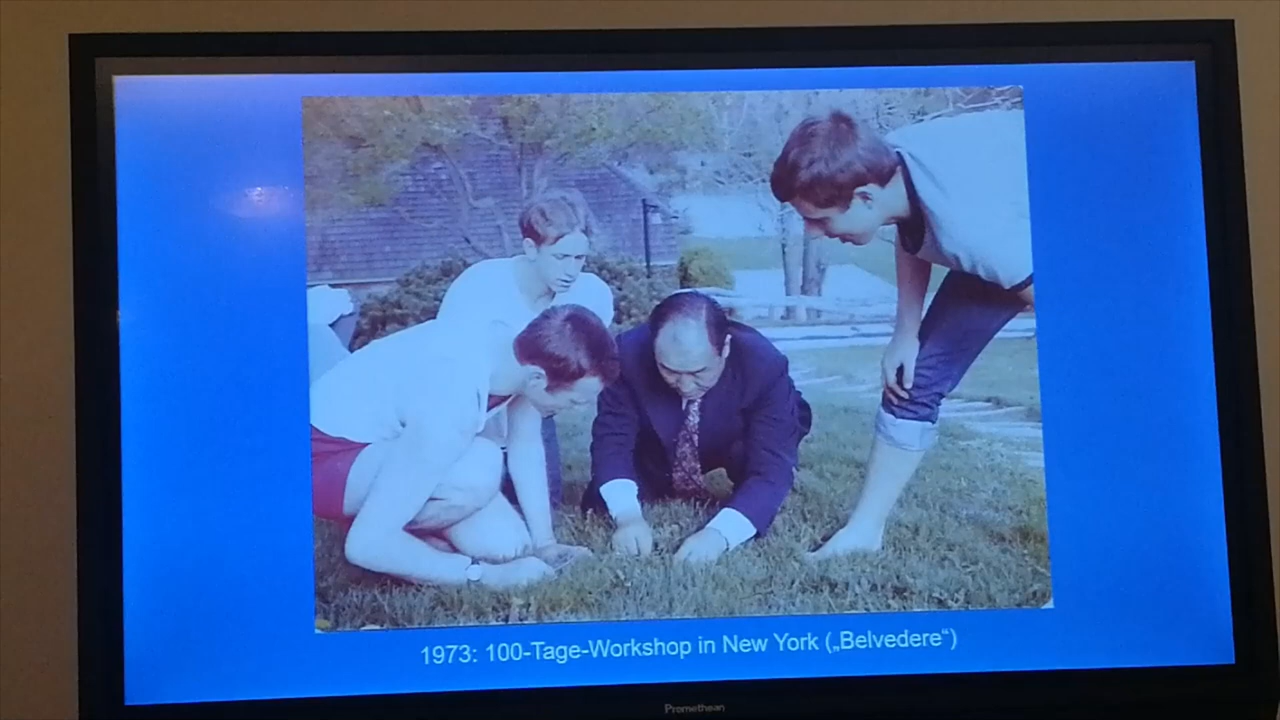 1973: 100-Tage-Workshop in New York („Belvedere“)
Promethean